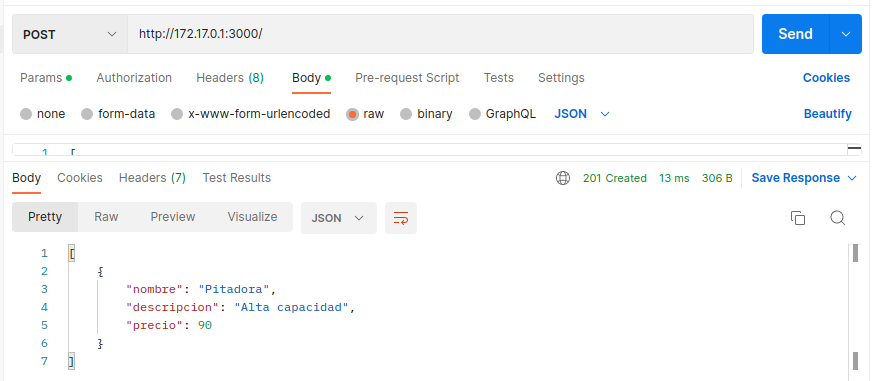 POST http://172.17.0.1:3000/ Send
Params Authorization Headers (8) Body Pre-request Script Tests Settings Cookies
none form-data x-www-form-urlencoded raw binary GraphQL JSON Beautify
1 [
Body Cookies Headers (7) Test Results 201 Created 13 ms 306 B Save Response
Pretty Raw Preview Visualize JSON
1 [
2 {
3 "nombre": "Pitadora",
4 "descripcion": "Alta capacidad",
5 "precio": 90
6 }
7 ]